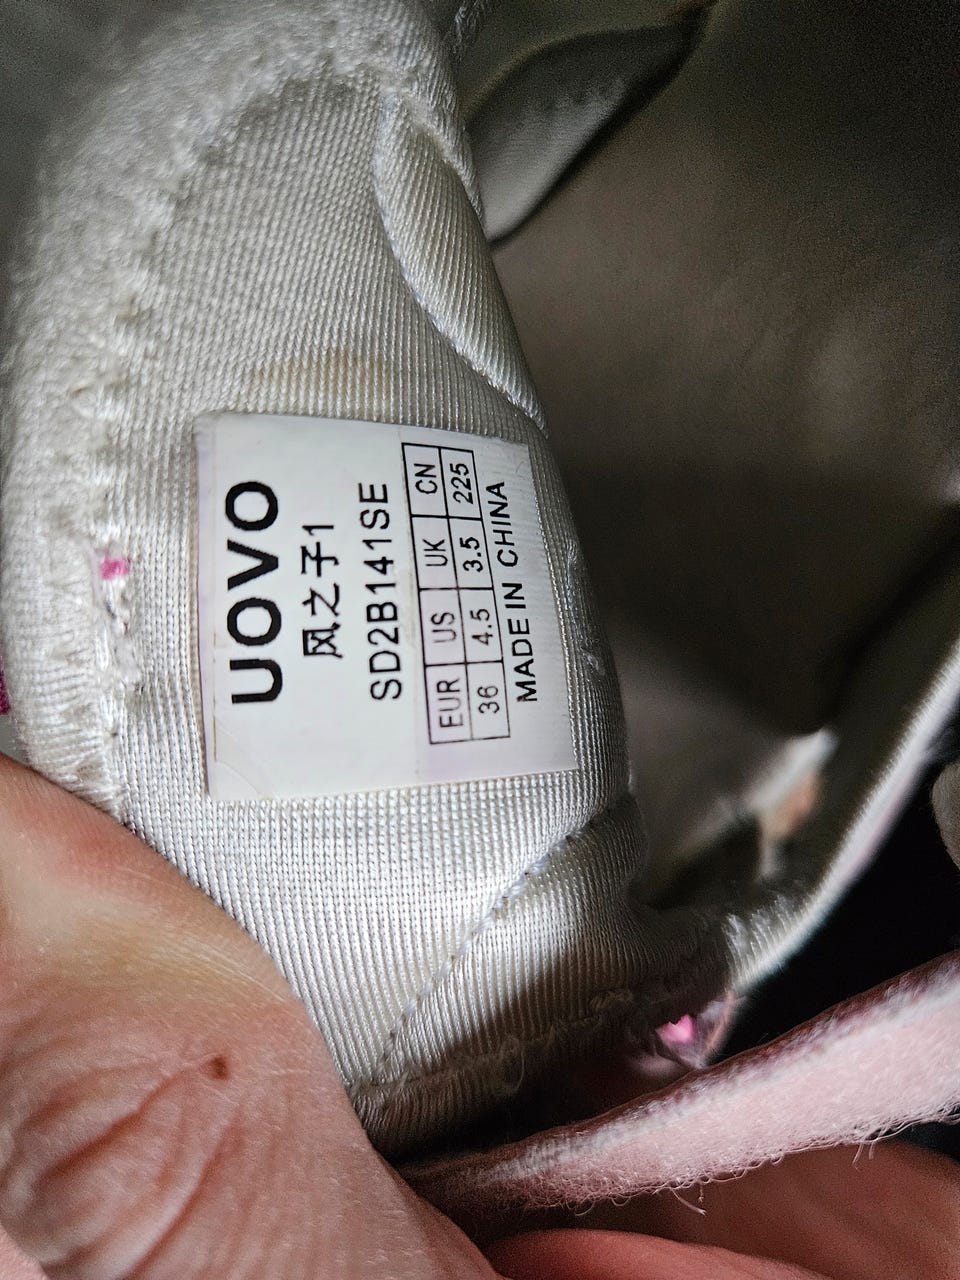 UOVO
风之子1
SD2B141SE
EUR US UK CN
36 4.5 3.5 225
MADE IN CHINA